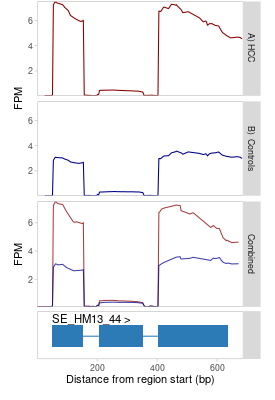 6
4
2
A) HCC
FPM
6
4
2
B) Controls
6
4
2
Combined
FPM
SE_HM13_44 >
200 400 600
Distance from region start (bp)